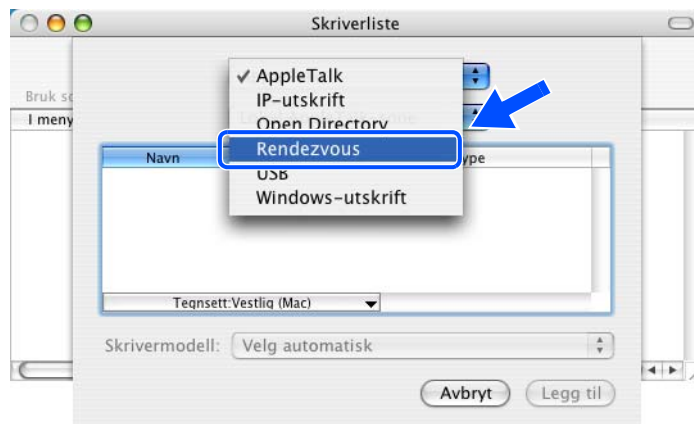 Skriverliste
AppleTalk
IP-utskrift
Open Directory
Rendezvous
USB
Windows-utskrift
Bruk
I meny
Navn
Tegnsett:Vestlig (Mac)
Skrivermodell: Velg automatisk
Avbryt Legg til